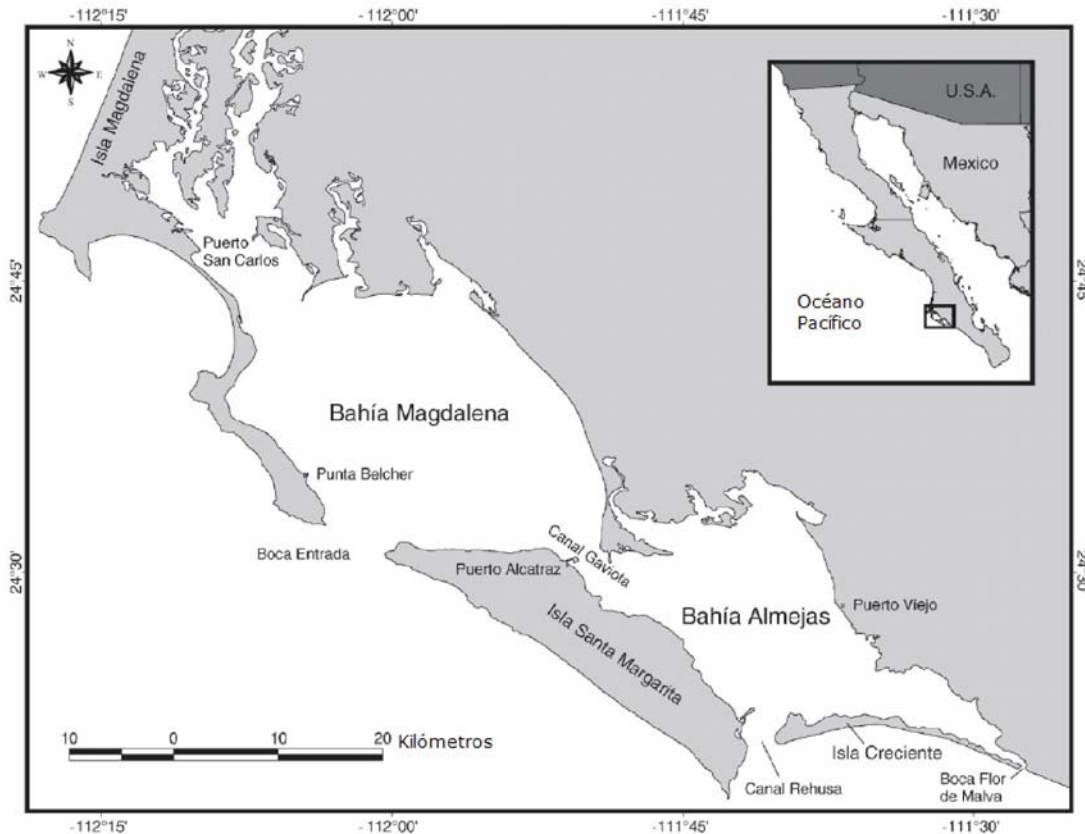 -112°15'
-112°00'
-111°45'
-111°30'
N
W
E
S
Isla Magdalena
U.S.A.
Mexico
Océano
Pacífico
Puerto
San Carlos
24°45'
24°45'
Bahía Magdalena
Punta Belcher
Boca Entrada
Canal Gaviota
Puerto Alcatraz
24°30'
24°30'
Puerto Viejo
Bahía Almejas
Isla Santa Margarita
10
0
10
20
Kilómetros
Isla Creciente
Canal Rehusa
Boca Flor
de Malva
-112°15'
-112°00'
-111°45'
-111°30'